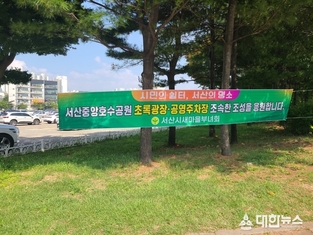 시민의 쉼터, 서산의 명소
서산중앙호수공원 초록광장·공영주차장 조속한 조성을 응원합니다.
서산시새마을부녀회
대한뉴스